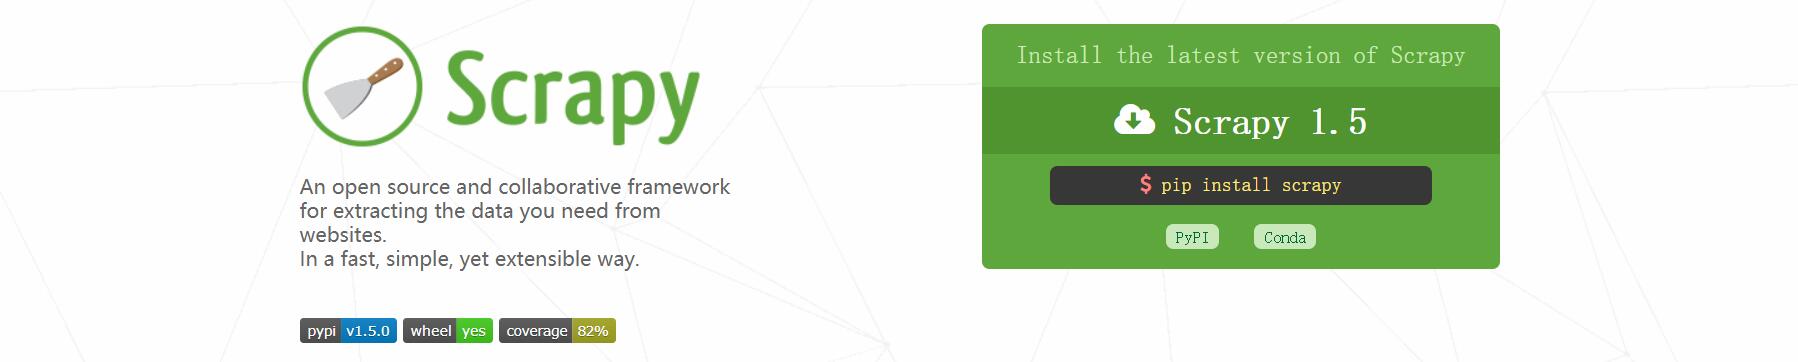 Scrapy
An open source and collaborative framework
for extracting the data you need from
websites.
In a fast, simple, yet extensible way.
pypi v1.5.0 wheel yes coverage 82%
Install the latest version of Scrapy
Scrapy 1.5
$ pip install scrapy
PyPI Conda